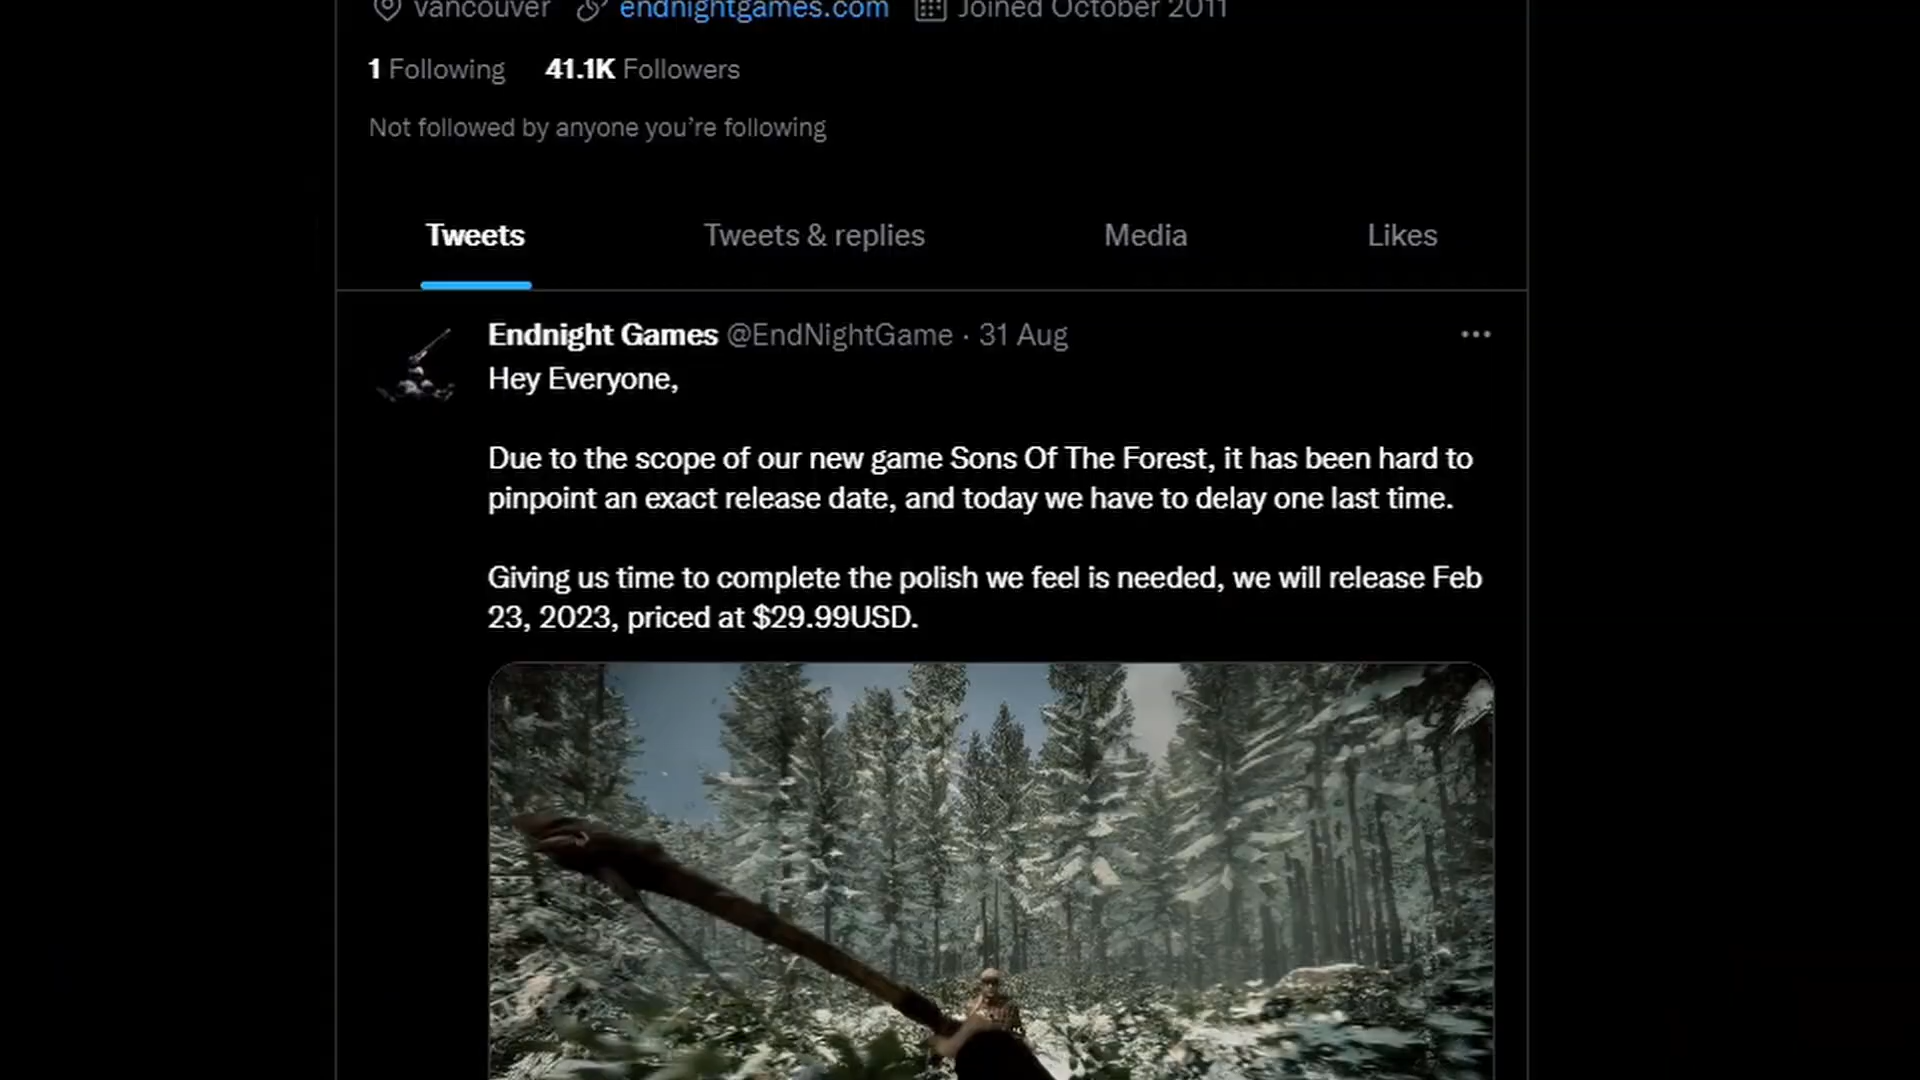 vancouver endnightgames.com Joined October 2011
1 Following 41.1K Followers
Not followed by anyone you’re following
Tweets Tweets & replies Media Likes
Endnight Games @EndNightGame · 31 Aug
Hey Everyone,
Due to the scope of our new game Sons Of The Forest, it has been hard to
pinpoint an exact release date, and today we have to delay one last time.
Giving us time to complete the polish we feel is needed, we will release Feb
23, 2023, priced at $29.99USD.